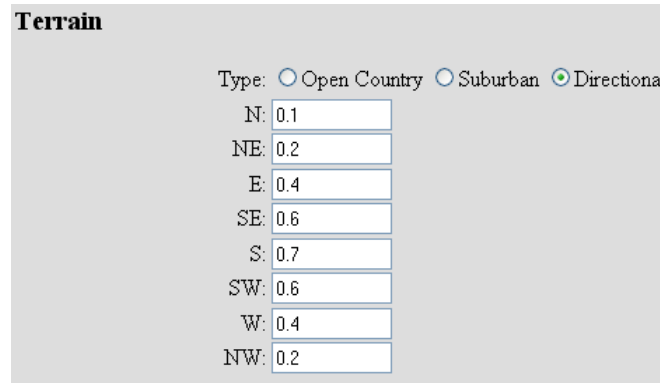 Terrain
Type: Open Country Suburban Directiona
N: 0.1
NE: 0.2
E: 0.4
SE: 0.6
S: 0.7
SW: 0.6
W: 0.4
NW: 0.2